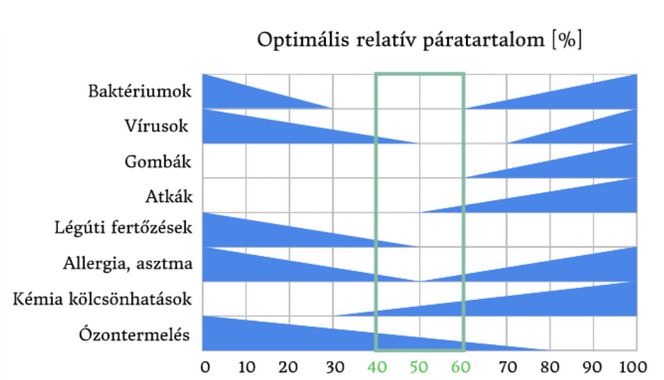 Optimális relatív páratartalom [%]
Baktériumok
Vírusok
Gombák
Atkák
Légúti fertőzések
Allergia, asztma
Kémia kölcsönhatások
Ózontermelés
0 10 20 30 40 50 60 70 80 90 100